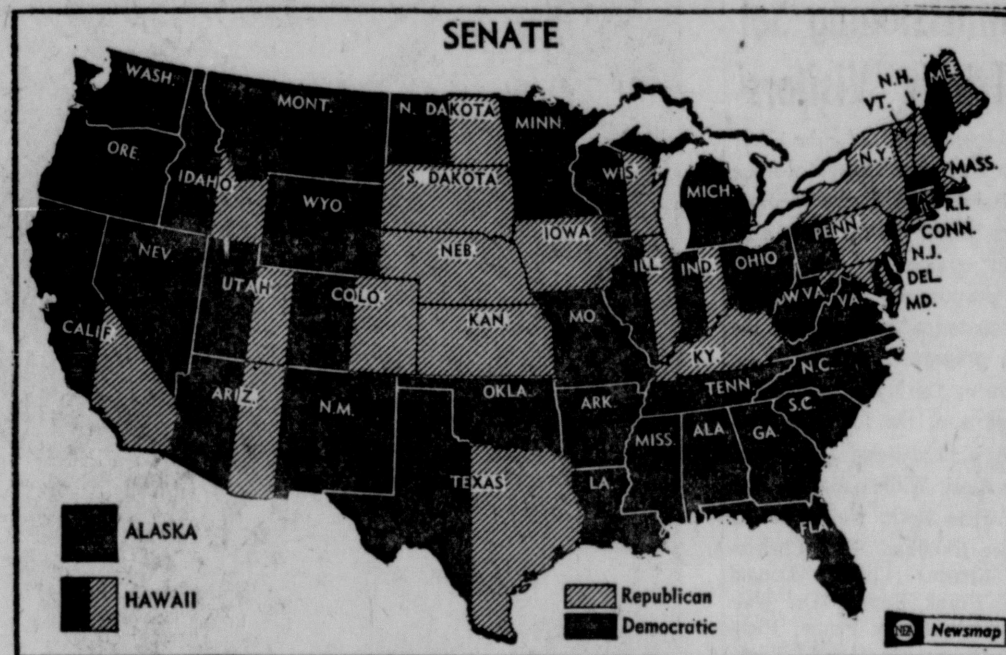 SENATE
WASH.
MONT.
N. DAKOTA
MINN.
N.H.
VT.
ME.
ORE.
IDAHO
WYO.
S. DAKOTA
WIS.
MICH.
N.Y.
MASS.
R.I.
CONN.
N.J.
DEL.
MD.
NEV.
UTAH
COLO.
NEB.
IOWA
ILL.
IND.
OHIO
PENN.
W.VA.
VA.
CALIF.
ARIZ.
N.M.
KAN.
MO.
KY.
OKLA.
ARK.
TENN.
N.C.
S.C.
TEXAS
LA.
MISS.
ALA.
GA.
FLA.
ALASKA
HAWAII
Republican
Democratic
NEA Newsmap